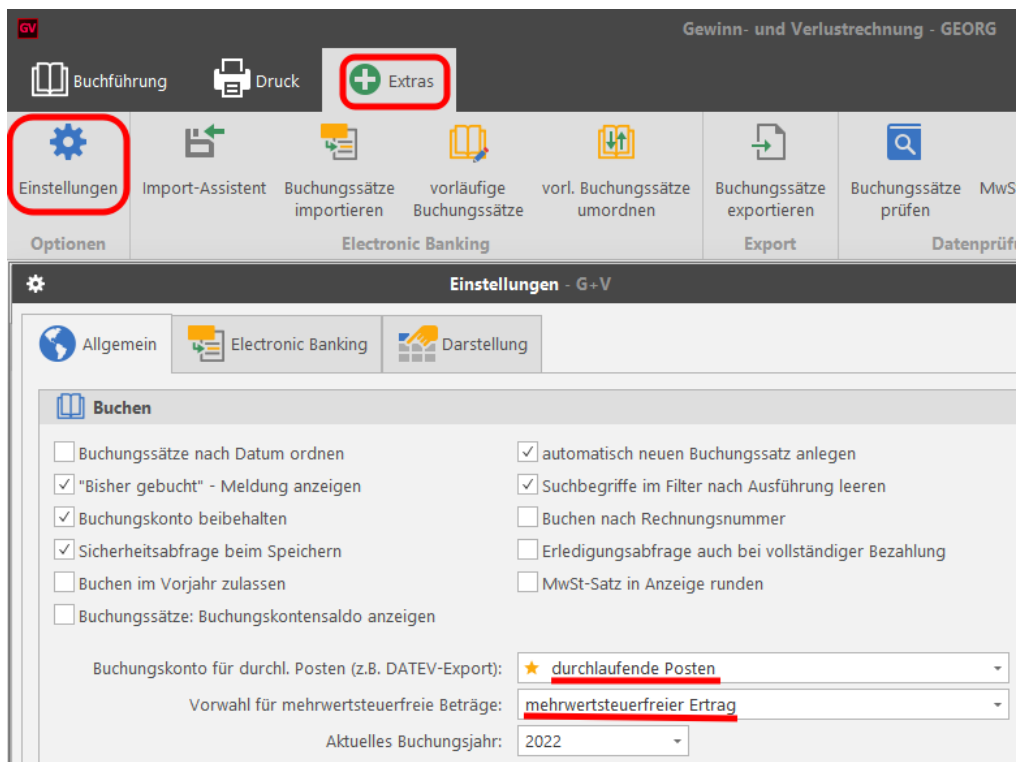 GV
Gewinn- und Verlustrechnung - GEORG
Buchführung Druck Extras
Einstellungen Import-Assistent Buchungssätze importieren vorläufige Buchungssätze vorl. Buchungssätze umordnen Buchungssätze exportieren Buchungssätze prüfen MwS
Optionen Electronic Banking Export Datenprüf
Einstellungen - G+V
Allgemein Electronic Banking Darstellung
Buchen
Buchungssätze nach Datum ordnen automatisch neuen Buchungssatz anlegen
"Bisher gebucht" - Meldung anzeigen Suchbegriffe im Filter nach Ausführung leeren
Buchungskonto beibehalten Buchen nach Rechnungsnummer
Sicherheitsabfrage beim Speichern Erledigungsabfrage auch bei vollständiger Bezahlung
Buchen im Vorjahr zulassen MwSt-Satz in Anzeige runden
Buchungssätze: Buchungskontensaldo anzeigen
Buchungskonto für durchl. Posten (z.B. DATEV-Export): durchlaufende Posten
Vorwahl für mehrwertsteuerfreie Beträge: mehrwertsteuerfreier Ertrag
Aktuelles Buchungsjahr: 2022